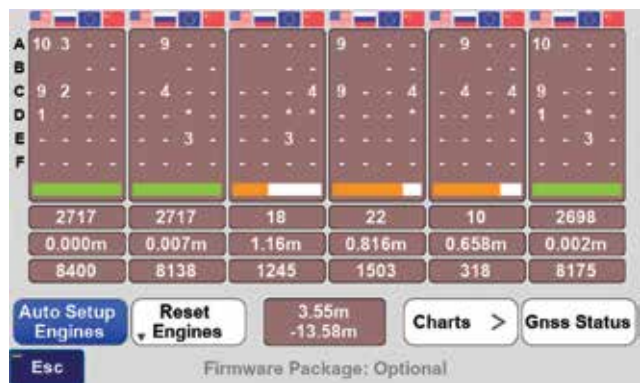 A 10 3 - - - 9 - - - - - - 9 - - - - 9 - - 10 - - -
B - - - - - - - - - - - -
C 9 2 - - - 4 - - - - - 4 9 - - 4 - 4 - 4 9 - - -
D 1 - - - - - * - - - * * - - - * - - - * 1 - * -
E - - - - - - 3 - - - 3 - - - - - - - - - - - 3 -
F - - - - - - - - - - - - - - - - - - - - - - - -
2717 2717 18 22 10 2698
0.000m 0.007m 1.16m 0.816m 0.658m 0.002m
8400 8138 1245 1503 318 8175
Auto Setup Engines
Reset Engines
3.55m
-13.58m
Charts >
Gnss Status
Esc
Firmware Package: Optional